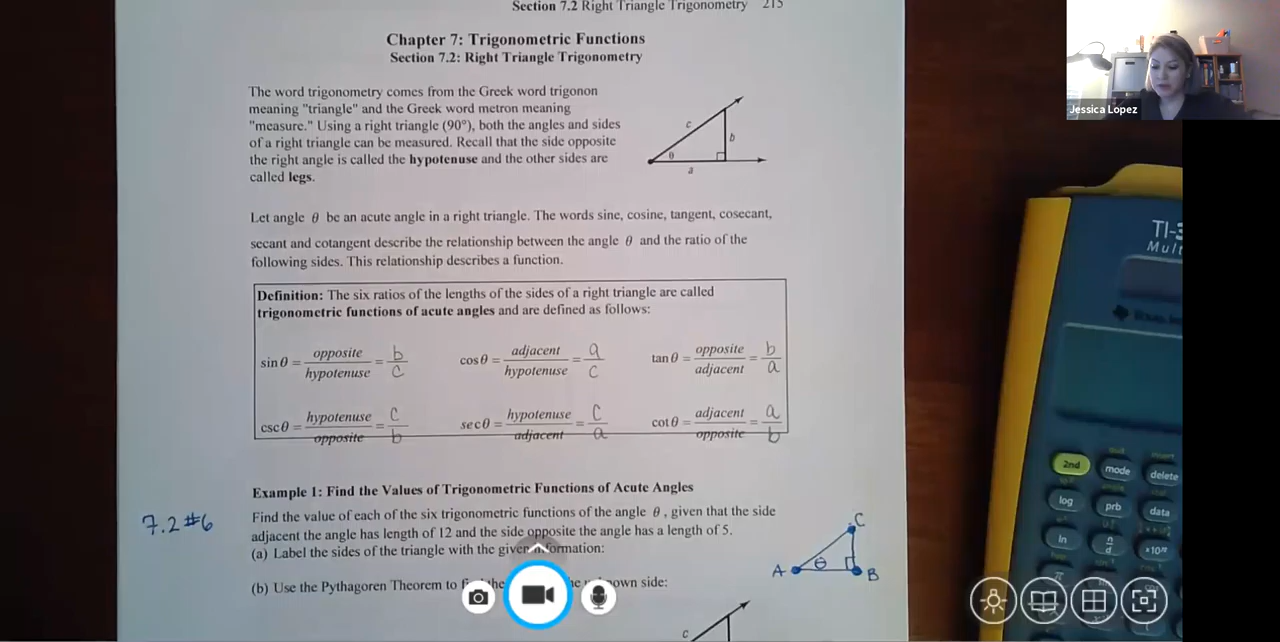 Section 7.2 Right Triangle Trigonometry 215
Chapter 7: Trigonometric Functions
Section 7.2: Right Triangle Trigonometry
The word trigonometry comes from the Greek word trigonon
meaning "triangle" and the Greek word metron meaning
"measure." Using a right triangle (90°), both the angles and sides
of a right triangle can be measured. Recall that the side opposite
the right angle is called the hypotenuse and the other sides are
called legs.
c
b
θ
a
Jessica Lopez
Let angle θ be an acute angle in a right triangle. The words sine, cosine, tangent, cosecant,
secant and cotangent describe the relationship between the angle θ and the ratio of the
following sides. This relationship describes a function.
Definition: The six ratios of the lengths of the sides of a right triangle are called
trigonometric functions of acute angles and are defined as follows:
sin θ = opposite/hypotenuse = b/c cos θ = adjacent/hypotenuse = a/c tan θ = opposite/adjacent = b/a
csc θ = hypotenuse/opposite = c/b sec θ = hypotenuse/adjacent = c/a cot θ = adjacent/opposite = a/b
Example 1: Find the Values of Trigonometric Functions of Acute Angles
7.2 #6
Find the value of each of the six trigonometric functions of the angle θ, given that the side
adjacent the angle has length of 12 and the side opposite the angle has a length of 5.
(a) Label the sides of the triangle with the given information:
(b) Use the Pythagoren Theorem to the unknown side:
C
A θ B
c
TI-3
Mult
2nd mode delete
log prb data
ln n/d ×10ⁿ
π